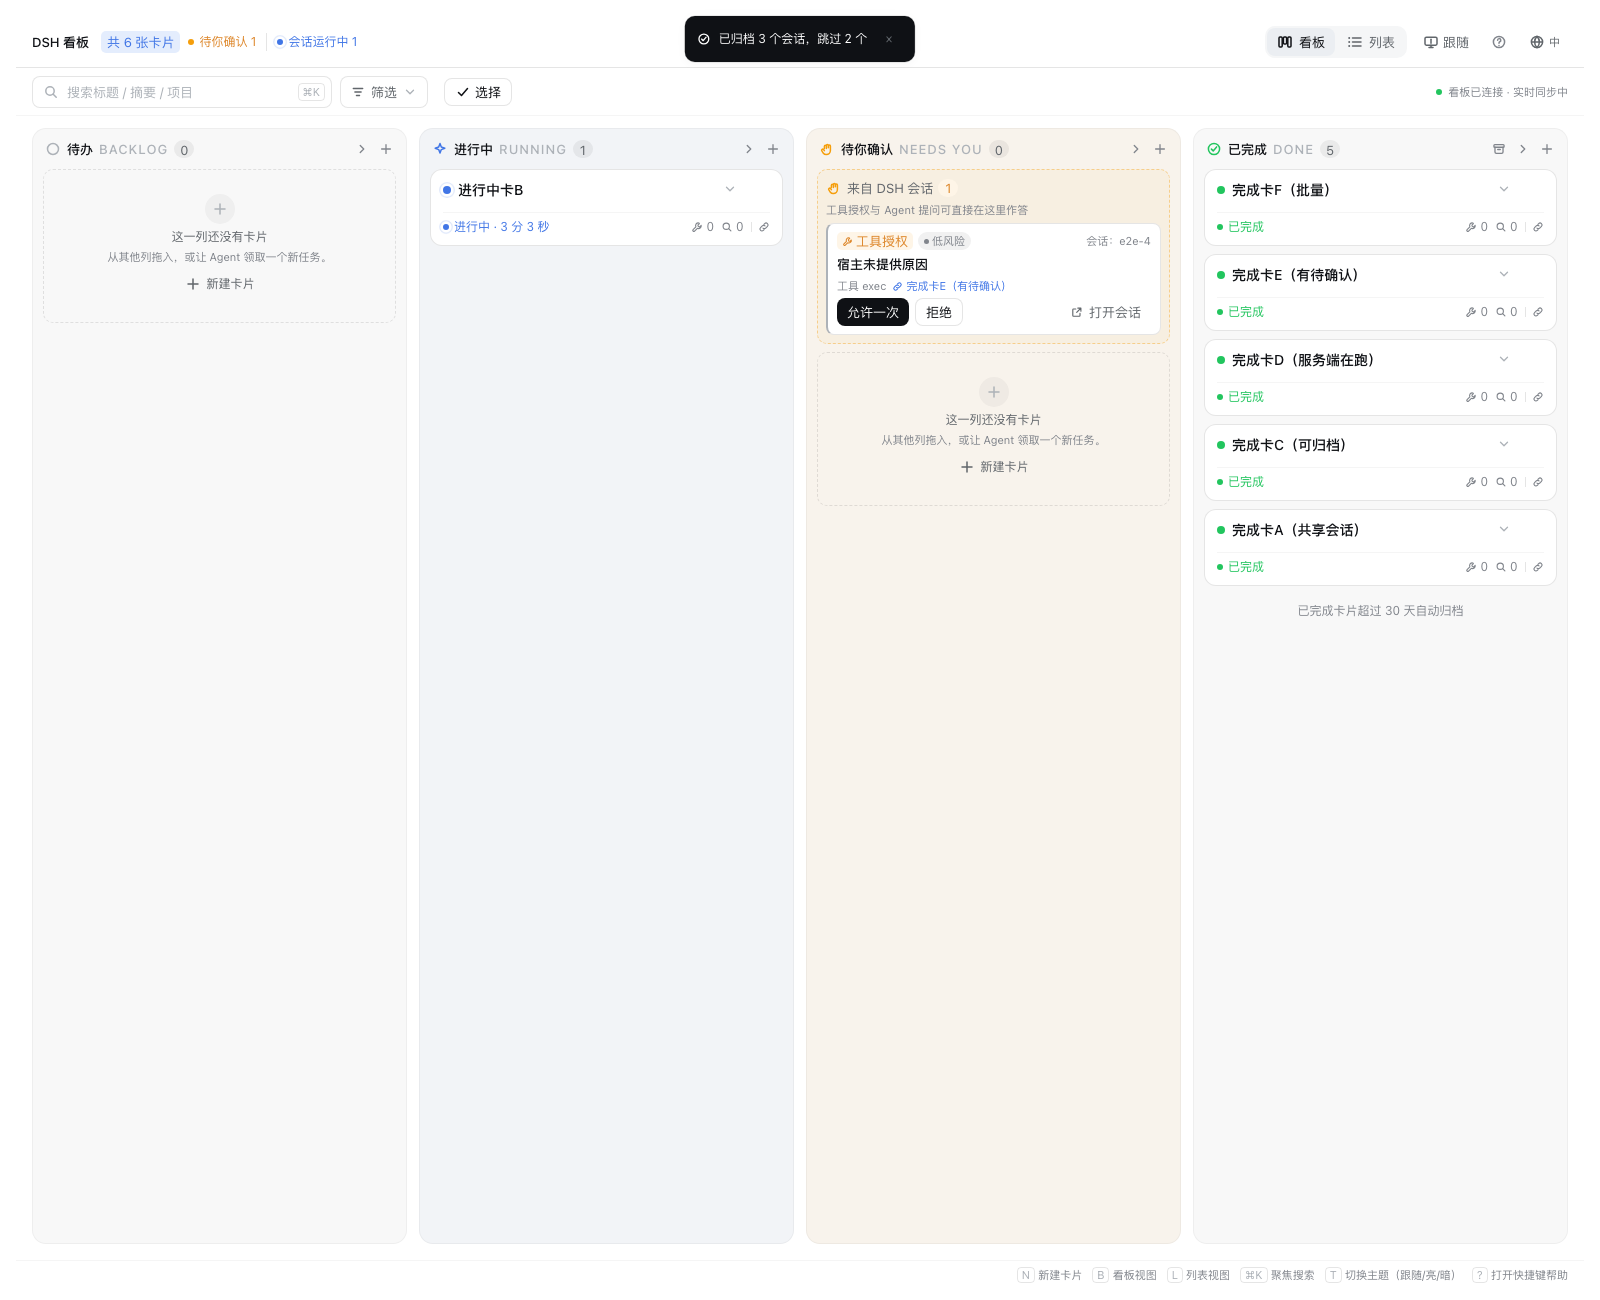 DSH 看板 共 6 张卡片 待你确认 1 会话运行中 1
已归档 3 个会话，跳过 2 个 ×
看板 列表 跟随 中
搜索标题 / 摘要 / 项目 ⌘K 筛选 选择
看板已连接 · 实时同步中
待办 BACKLOG 0
这一列还没有卡片
从其他列拖入，或让 Agent 领取一个新任务。
新建卡片
进行中 RUNNING 1
进行中卡B
进行中 · 3 分 3 秒 0 0
待你确认 NEEDS YOU 0
来自 DSH 会话 1
工具授权与 Agent 提问可直接在这里作答
工具授权 低风险 会话：e2e-4
宿主未提供原因
工具 exec 完成卡E（有待确认）
允许一次 拒绝 打开会话
这一列还没有卡片
从其他列拖入，或让 Agent 领取一个新任务。
新建卡片
已完成 DONE 5
完成卡F（批量）
已完成 0 0
完成卡E（有待确认）
已完成 0 0
完成卡D（服务端在跑）
已完成 0 0
完成卡C（可归档）
已完成 0 0
完成卡A（共享会话）
已完成 0 0
已完成卡片超过 30 天自动归档
N 新建卡片 B 看板视图 L 列表视图 ⌘K 聚焦搜索 T 切换主题（跟随/亮/暗） ? 打开快捷键帮助